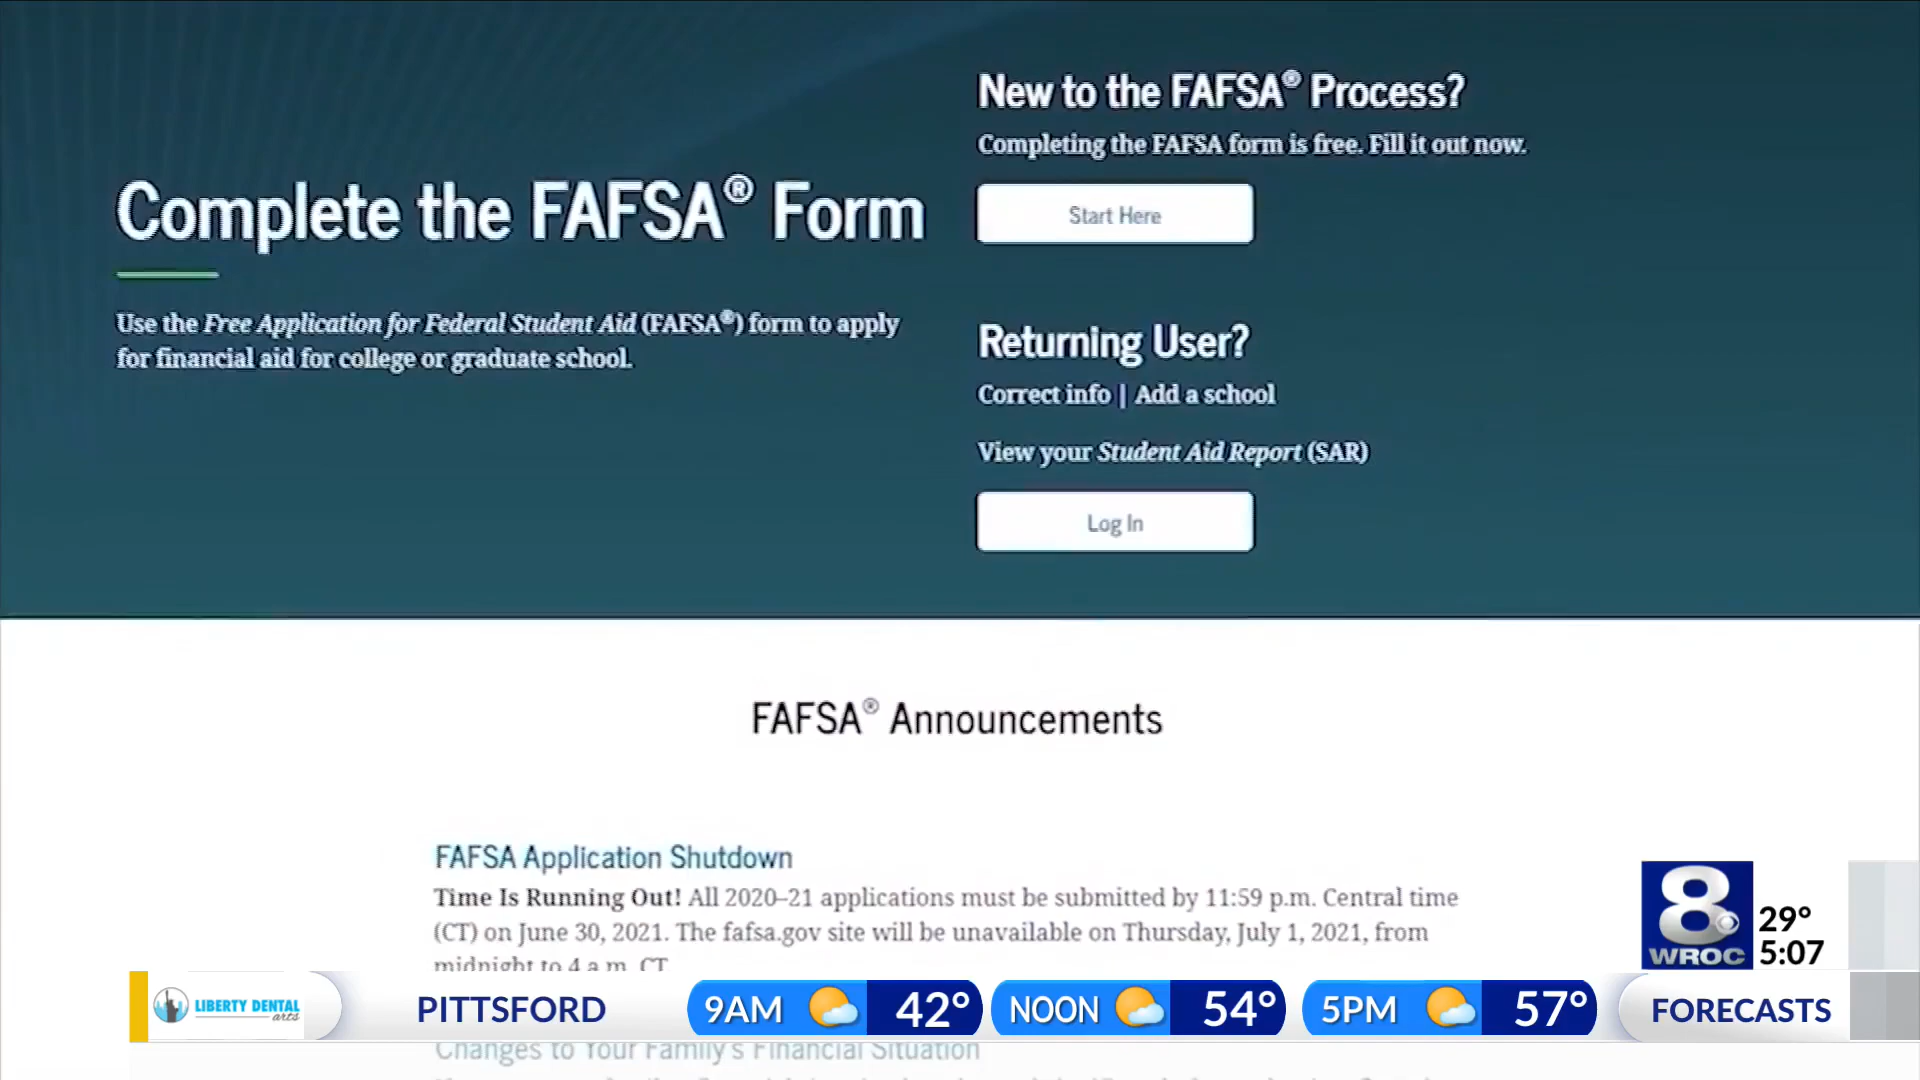 Complete the FAFSA® Form
Use the Free Application for Federal Student Aid (FAFSA®) form to apply
for financial aid for college or graduate school.
New to the FAFSA® Process?
Completing the FAFSA form is free. Fill it out now.
Start Here
Returning User?
Correct info | Add a school
View your Student Aid Report (SAR)
Log In
FAFSA® Announcements
FAFSA Application Shutdown
Time Is Running Out! All 2020–21 applications must be submitted by 11:59 p.m. Central time
(CT) on June 30, 2021. The fafsa.gov site will be unavailable on Thursday, July 1, 2021, from
midnight to 4 a.m. CT
8
WROC
29°
5:07
LIBERTY DENTAL
arts
PITTSFORD
9AM 42°
NOON 54°
5PM 57°
FORECASTS
Changes to Your Family's Financial Situation